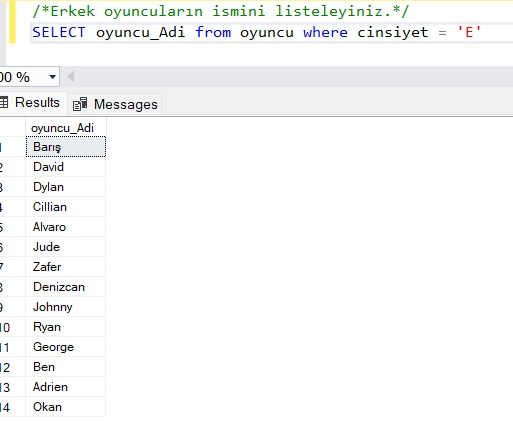 /*Erkek oyuncuların ismini listeleyiniz.*/
SELECT oyuncu_Adi from oyuncu where cinsiyet = 'E'
00 %
Results Messages
oyuncu_Adi
1 Barış
2 David
3 Dylan
4 Cillian
5 Alvaro
6 Jude
7 Zafer
8 Denizcan
9 Johnny
10 Ryan
11 George
12 Ben
13 Adrien
14 Okan